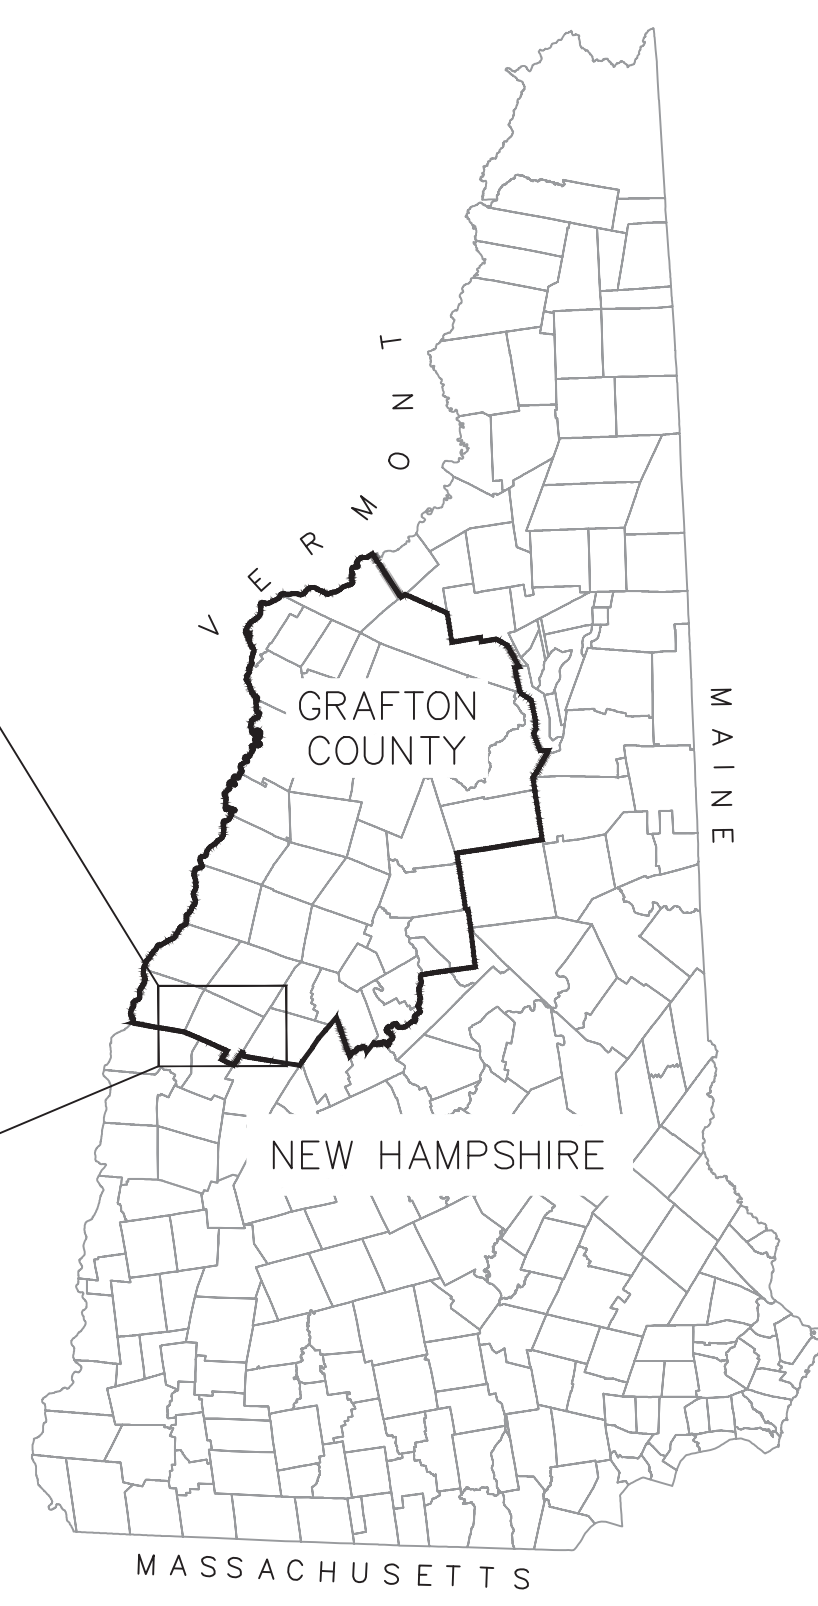 VERMONT
GRAFTON
COUNTY
MAINE
NEW HAMPSHIRE
MASSACHUSETTS